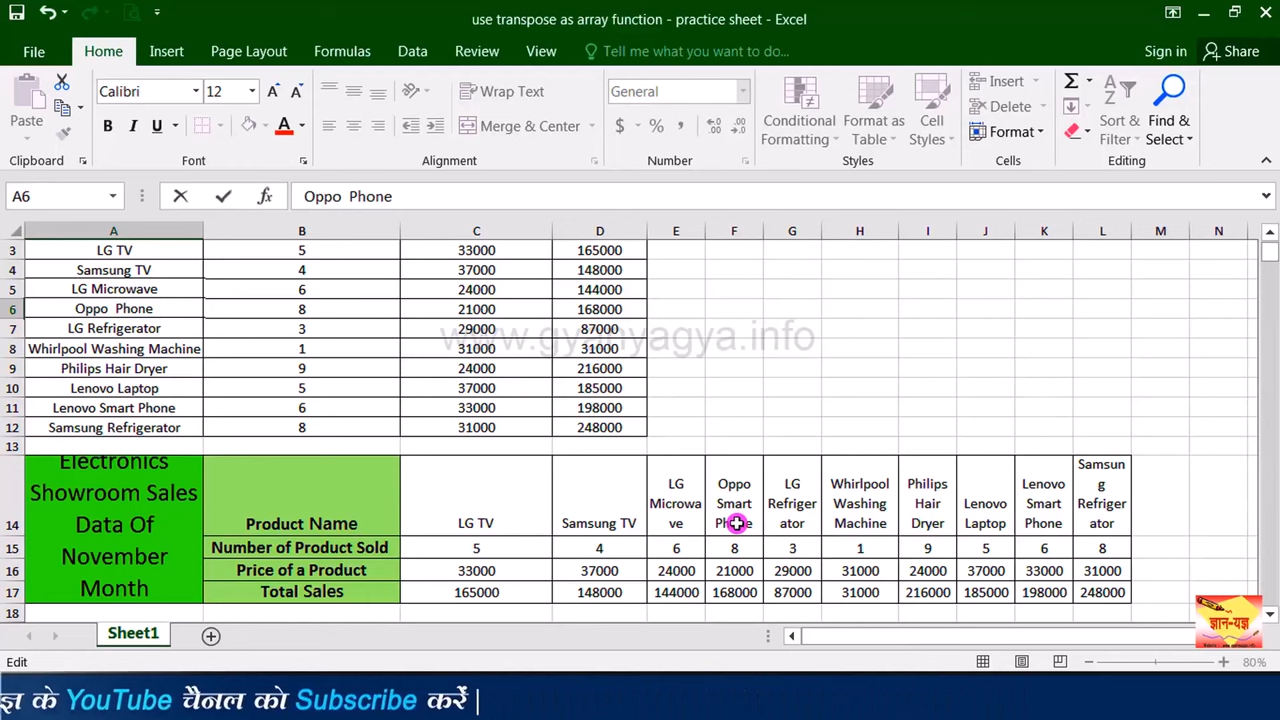 use transpose as array function - practice sheet - Excel
File Home Insert Page Layout Formulas Data Review View Tell me what you want to do... Sign in Share
Paste Calibri 12 Wrap Text General Conditional Formatting Format as Table Cell Styles Insert Sort & Filter Find & Select
B I U Merge & Center $ % , Delete
Format
Clipboard Font Alignment Number Styles Cells Editing
A6 fx Oppo Phone
A B C D E F G H I J K L M N
3 LG TV 5 33000 165000
4 Samsung TV 4 37000 148000
5 LG Microwave 6 24000 144000
6 Oppo Phone 8 21000 168000
7 LG Refrigerator 3 29000 87000
8 Whirlpool Washing Machine 1 31000 31000
9 Philips Hair Dryer 9 24000 216000
10 Lenovo Laptop 5 37000 185000
11 Lenovo Smart Phone 6 33000 198000
12 Samsung Refrigerator 8 31000 248000
13
www.gyanyagya.info
Electronics
Showroom Sales
Data Of
November
Month
14 Product Name LG TV Samsung TV LG Microwave Oppo Smart Phone LG Refrigerator Whirlpool Washing Machine Philips Hair Dryer Lenovo Laptop Lenovo Smart Phone Samsung Refrigerator
15 Number of Product Sold 5 4 6 8 3 1 9 5 6 8
16 Price of a Product 33000 37000 24000 21000 29000 31000 24000 37000 33000 31000
17 Total Sales 165000 148000 144000 168000 87000 31000 216000 185000 198000 248000
18
ज्ञान-यज्ञ
Sheet1
Edit 80%
ज्ञ के YouTube चैनल को Subscribe करें |